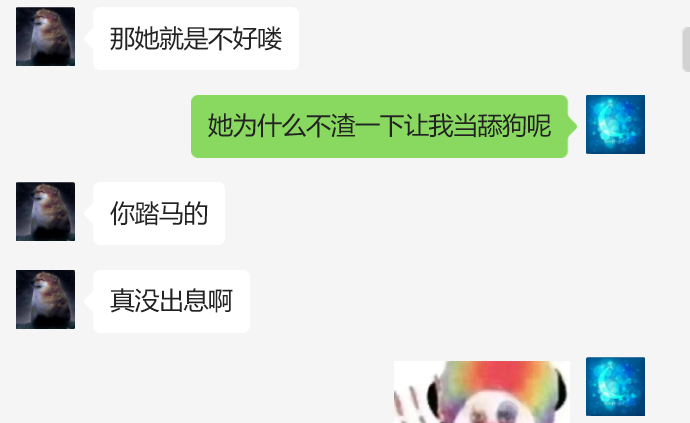 那她就是不好喽
她为什么不渣一下让我当舔狗呢
你踏马的
真没出息啊